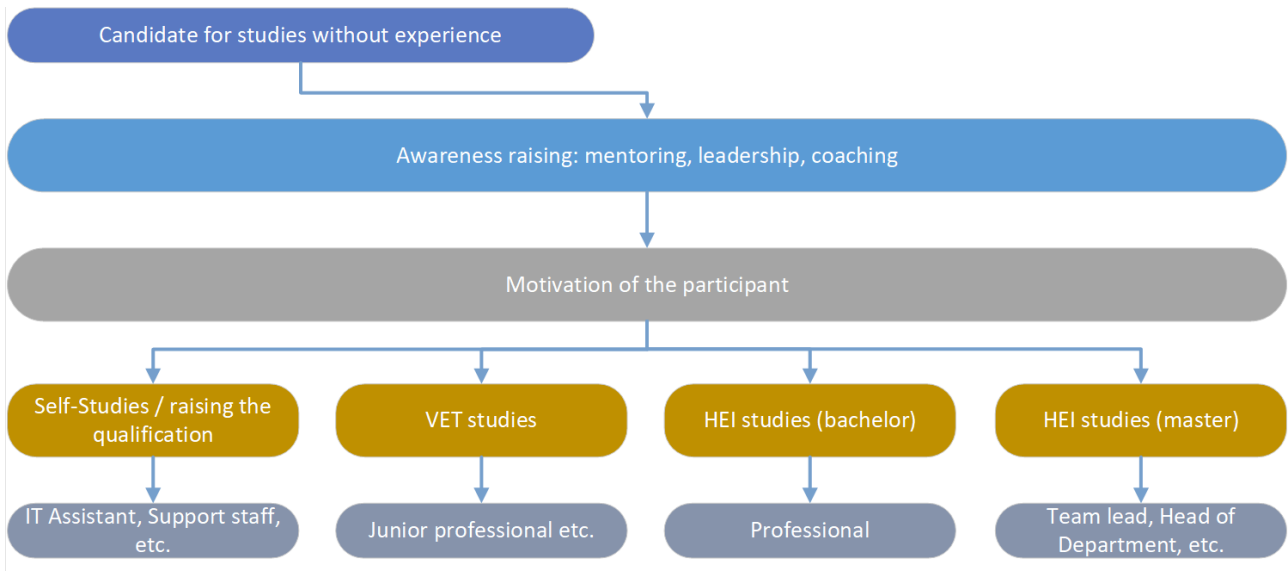 Candidate for studies without experience
Awareness raising: mentoring, leadership, coaching
Motivation of the participant
Self-Studies / raising the
qualification
VET studies
HEI studies (bachelor)
HEI studies (master)
IT Assistant, Support staff,
etc.
Junior professional etc.
Professional
Team lead, Head of
Department, etc.